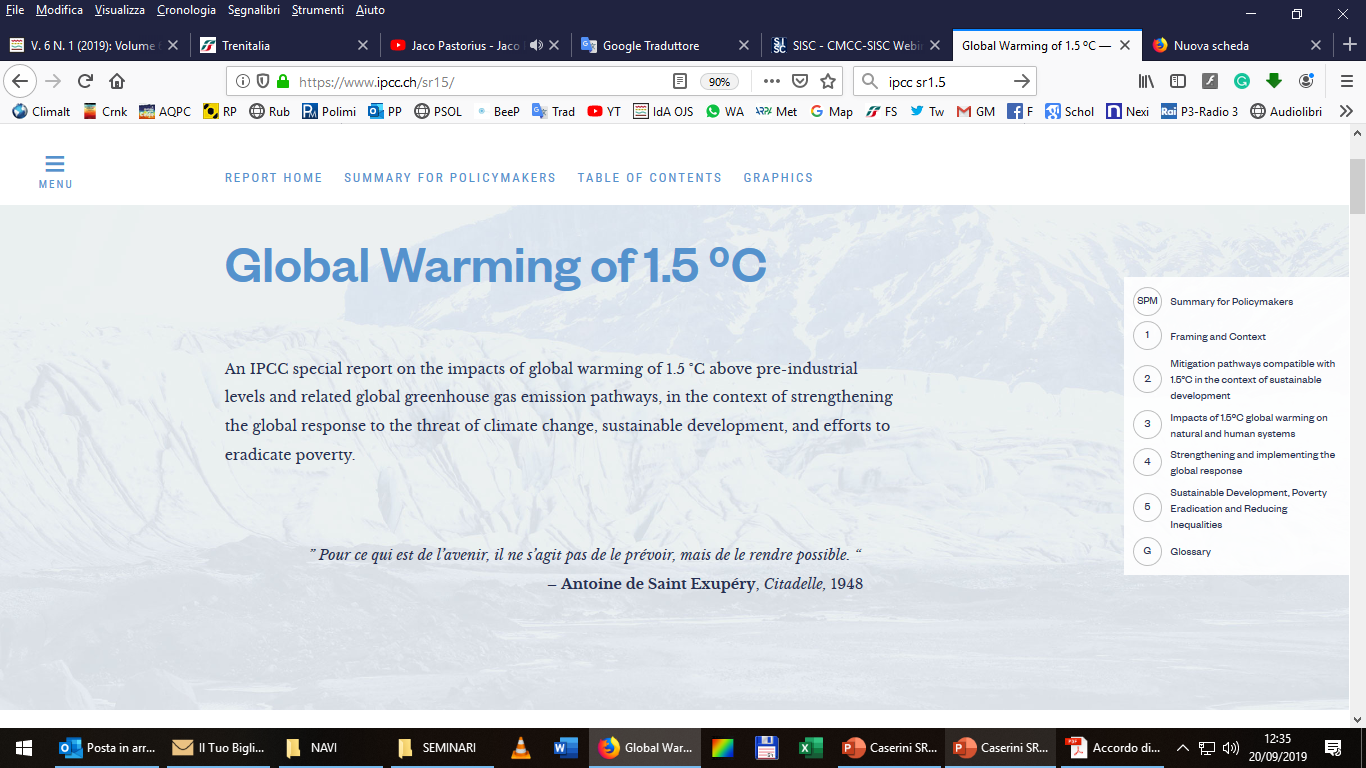 File Modifica Visualizza Cronologia Segnalibri Strumenti Aiuto
V. 6 N. 1 (2019): Volume Trenitalia Jaco Pastorius - Jaco Google Traduttore SISC - CMCC-SISC Webin Global Warming of 1.5 ºC — Nuova scheda
https://www.ipcc.ch/sr15/ 90% ipcc sr1.5
Climalt Crnk AQPC RP Rub Polimi PP PSOL BeeP Trad YT IdA OJS WA Met Map FS Tw GM F Schol Nexi P3-Radio 3 Audiolibri
MENU
REPORT HOME SUMMARY FOR POLICYMAKERS TABLE OF CONTENTS GRAPHICS
Global Warming of 1.5 ºC
An IPCC special report on the impacts of global warming of 1.5 °C above pre-industrial
levels and related global greenhouse gas emission pathways, in the context of strengthening
the global response to the threat of climate change, sustainable development, and efforts to
eradicate poverty.
” Pour ce qui est de l’avenir, il ne s’agit pas de le prévoir, mais de le rendre possible. “
– Antoine de Saint Exupéry, Citadelle, 1948
SPM Summary for Policymakers
1 Framing and Context
2 Mitigation pathways compatible with
1.5ºC in the context of sustainable
development
3 Impacts of 1.5ºC global warming on
natural and human systems
4 Strengthening and implementing the
global response
5 Sustainable Development, Poverty
Eradication and Reducing
Inequalities
G Glossary
Posta in arr... Il Tuo Bigli... NAVI SEMINARI Global War... Caserini SR... Caserini SR... Accordo di...
12:35
20/09/2019